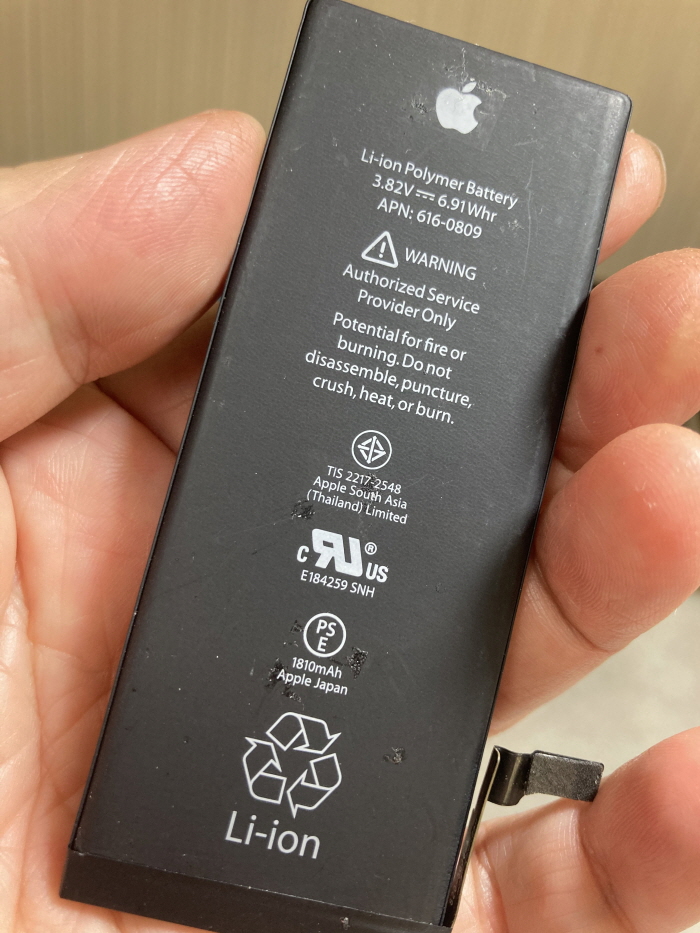 Li-ion Polymer Battery
3.82V ⎓ 6.91Whr
APN: 616-0809
WARNING
Authorized Service
Provider Only
Potential for fire or
burning. Do not
disassemble, puncture,
crush, heat, or burn.
TIS 2217-2548
Apple South Asia
(Thailand) Limited
c RU ® US
E184259 SNH
PS
E
1810mAh
Apple Japan
Li-ion